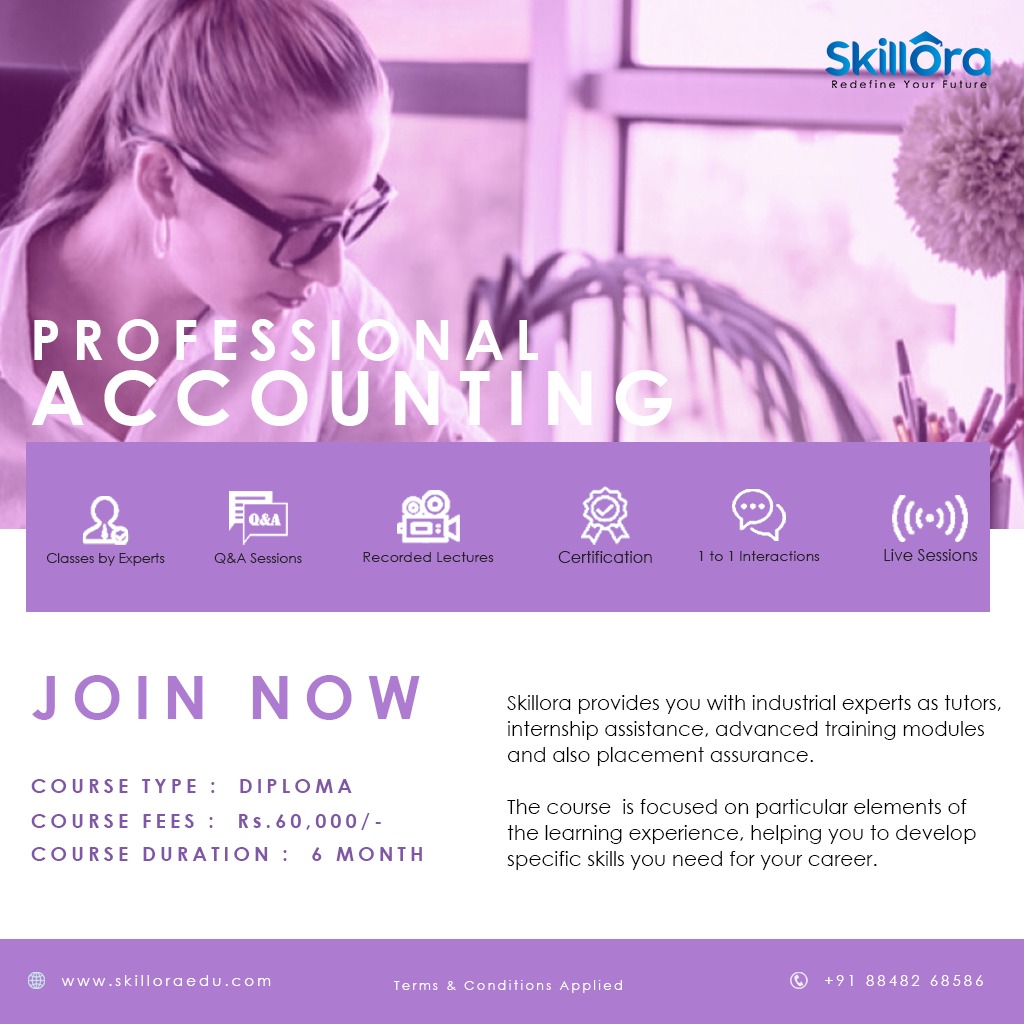 SkillOra
Redefine Your Future
PROFESSIONAL
ACCOUNTING
Q&A
Classes by Experts
Q&A Sessions
Recorded Lectures
Certification
1 to 1 Interactions
Live Sessions
JOIN NOW
COURSE TYPE : DIPLOMA
COURSE FEES : Rs.60,000/-
COURSE DURATION : 6 MONTH
Skillora provides you with industrial experts as tutors,
internship assistance, advanced training modules
and also placement assurance.
The course is focused on particular elements of
the learning experience, helping you to develop
specific skills you need for your career.
www.skilloraedu.com
Terms & Conditions Applied
+91 88482 68586